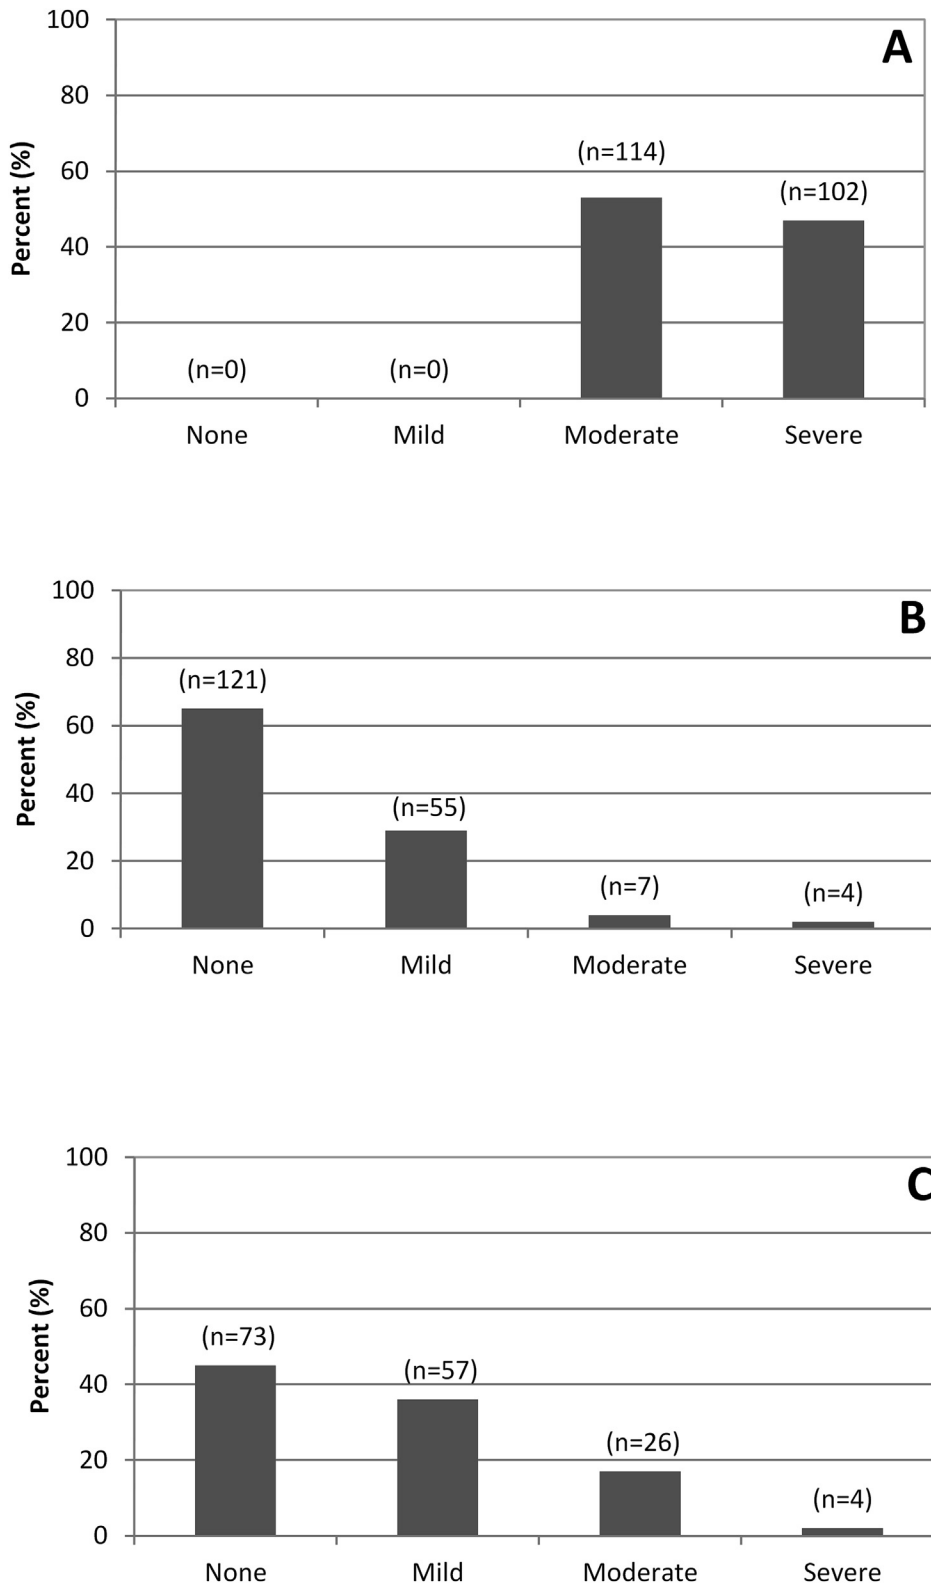 A
Percent (%)
100
80
60
40
20
0
(n=0)
(n=0)
(n=114)
(n=102)
None
Mild
Moderate
Severe
B
Percent (%)
100
80
60
40
20
0
(n=121)
(n=55)
(n=7)
(n=4)
None
Mild
Moderate
Severe
C
Percent (%)
100
80
60
40
20
0
(n=73)
(n=57)
(n=26)
(n=4)
None
Mild
Moderate
Severe